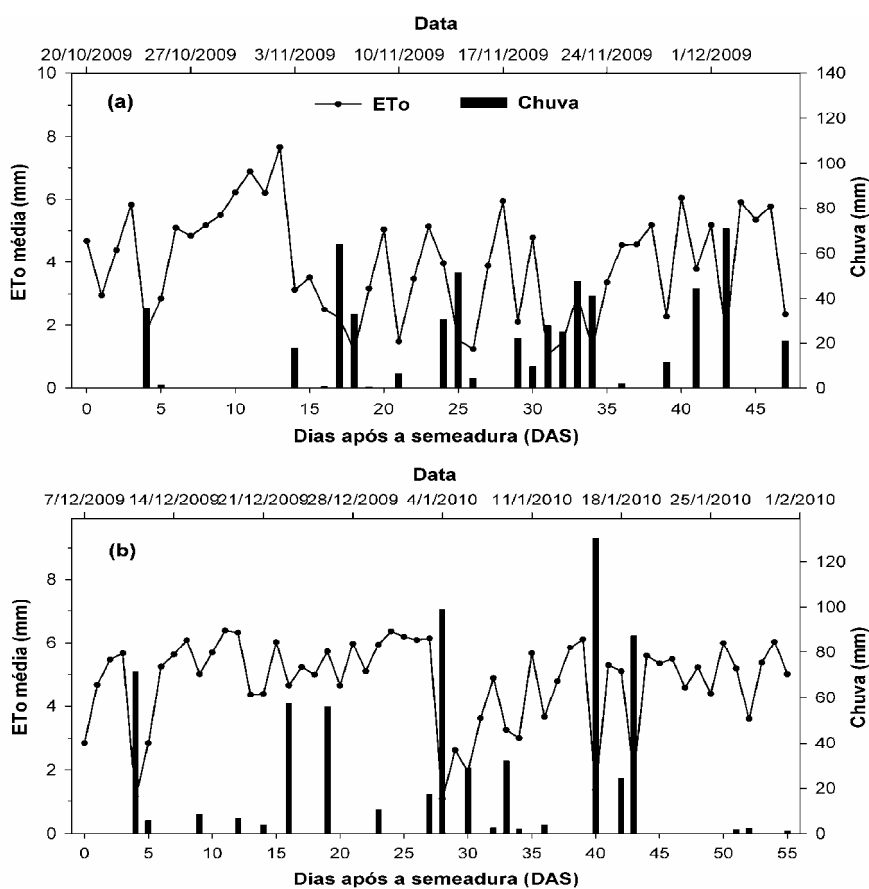 Data
20/10/2009 27/10/2009 3/11/2009 10/11/2009 17/11/2009 24/11/2009 1/12/2009
(a) ETo Chuva
ETo média (mm)
10
8
6
4
2
0
Chuva (mm)
140
120
100
80
60
40
20
0
0 5 10 15 20 25 30 35 40 45
Dias após a semeadura (DAS)
Data
7/12/2009 14/12/2009 21/12/2009 28/12/2009 4/1/2010 11/1/2010 18/1/2010 25/1/2010 1/2/2010
(b)
ETo média (mm)
8
6
4
2
0
Chuva (mm)
120
100
80
60
40
20
0
0 5 10 15 20 25 30 35 40 45 50 55
Dias após a semeadura (DAS)